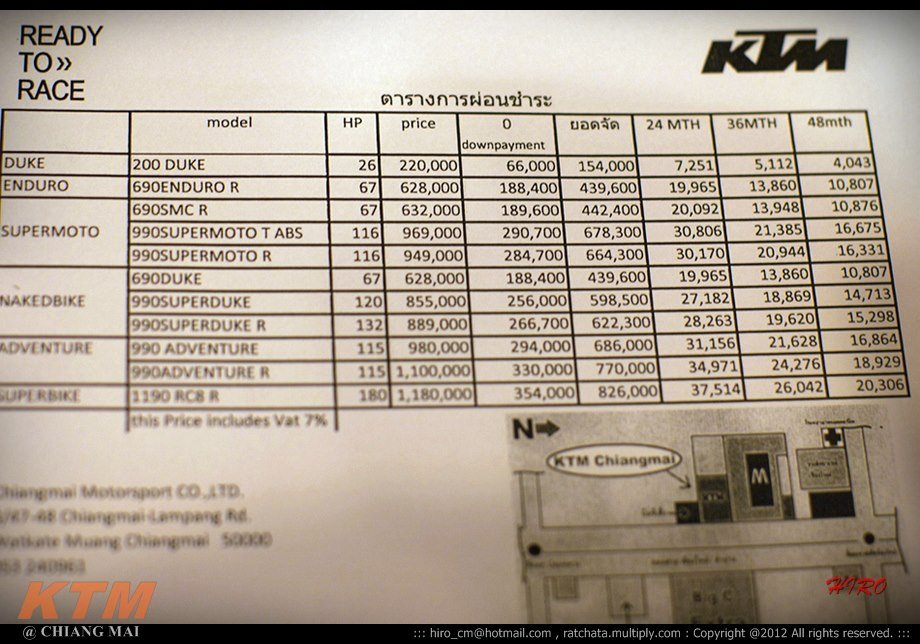 READY
TO »
RACE
KTM
ตารางการผ่อนชำระ
model HP price 0 downpayment ยอดจัด 24 MTH 36MTH 48mth
DUKE 200 DUKE 26 220,000 66,000 154,000 7,251 5,112 4,043
ENDURO 690ENDURO R 67 628,000 188,400 439,600 19,965 13,860 10,807
690SMC R 67 632,000 189,600 442,400 20,092 13,948 10,876
SUPERMOTO 990SUPERMOTO T ABS 116 969,000 290,700 678,300 30,806 21,385 16,675
990SUPERMOTO R 116 949,000 284,700 664,300 30,170 20,944 16,331
690DUKE 67 628,000 188,400 439,600 19,965 13,860 10,807
NAKEDBIKE 990SUPERDUKE 120 855,000 256,000 598,500 27,182 18,869 14,713
990SUPERDUKE R 132 889,000 266,700 622,300 28,263 19,620 15,298
ADVENTURE 990 ADVENTURE 115 980,000 294,000 686,000 31,156 21,628 16,864
990ADVENTURE R 115 1,100,000 330,000 770,000 34,971 24,276 18,929
SUPERBIKE 1190 RC8 R 180 1,180,000 354,000 826,000 37,514 26,042 20,306
this Price includes Vat 7%
N
KTM Chiangmai
M
Big C
Chiangmai Motorsport CO.,LTD.
Chiangmai-Lampang Rd.
Watkate Muang Chiangmai 50000
HIRO
KTM
@ CHIANG MAI
::: hiro_cm@hotmail.com , ratchata.multiply.com : Copyright @2012 All rights reserved. :::